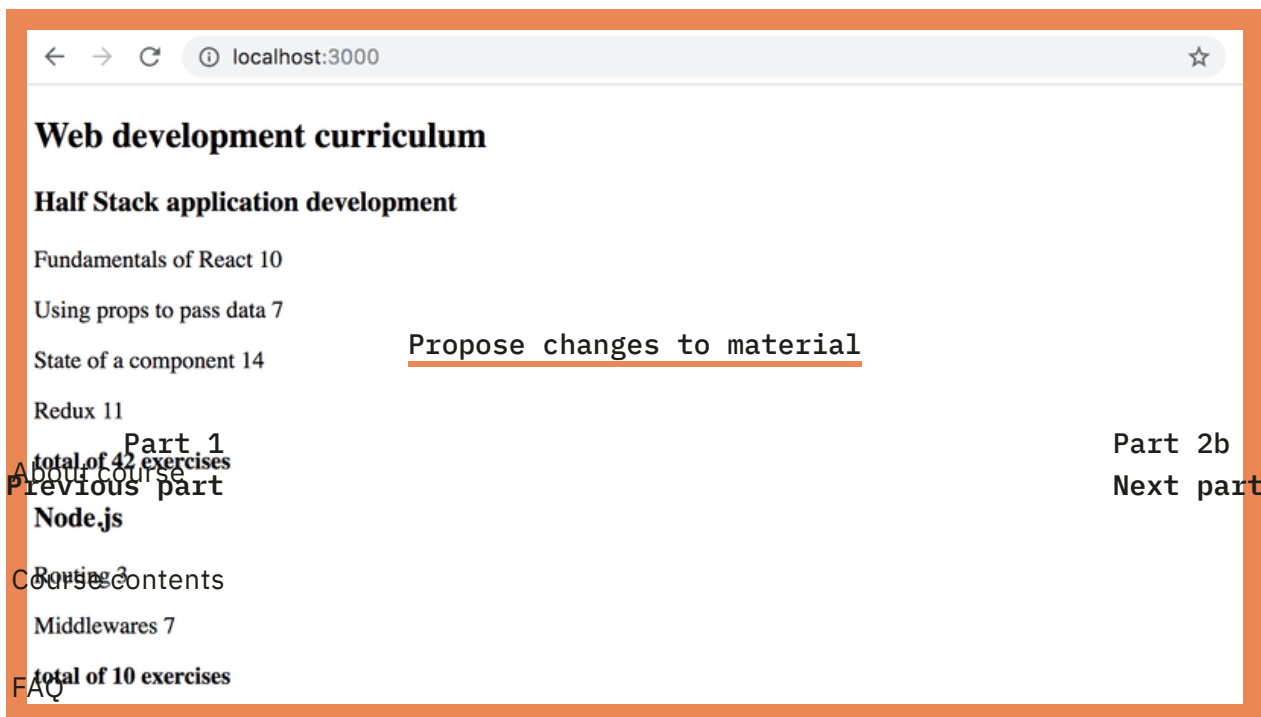 localhost:3000
Web development curriculum
Half Stack application development
Fundamentals of React 10
Using props to pass data 7
Propose changes to material
State of a component 14
Redux 11
Part 1
Part 2b
total of 42 exercises
About course
Previous part
Next part
Node.js
Routing 3
Course contents
Middlewares 7
total of 10 exercises
FAQ